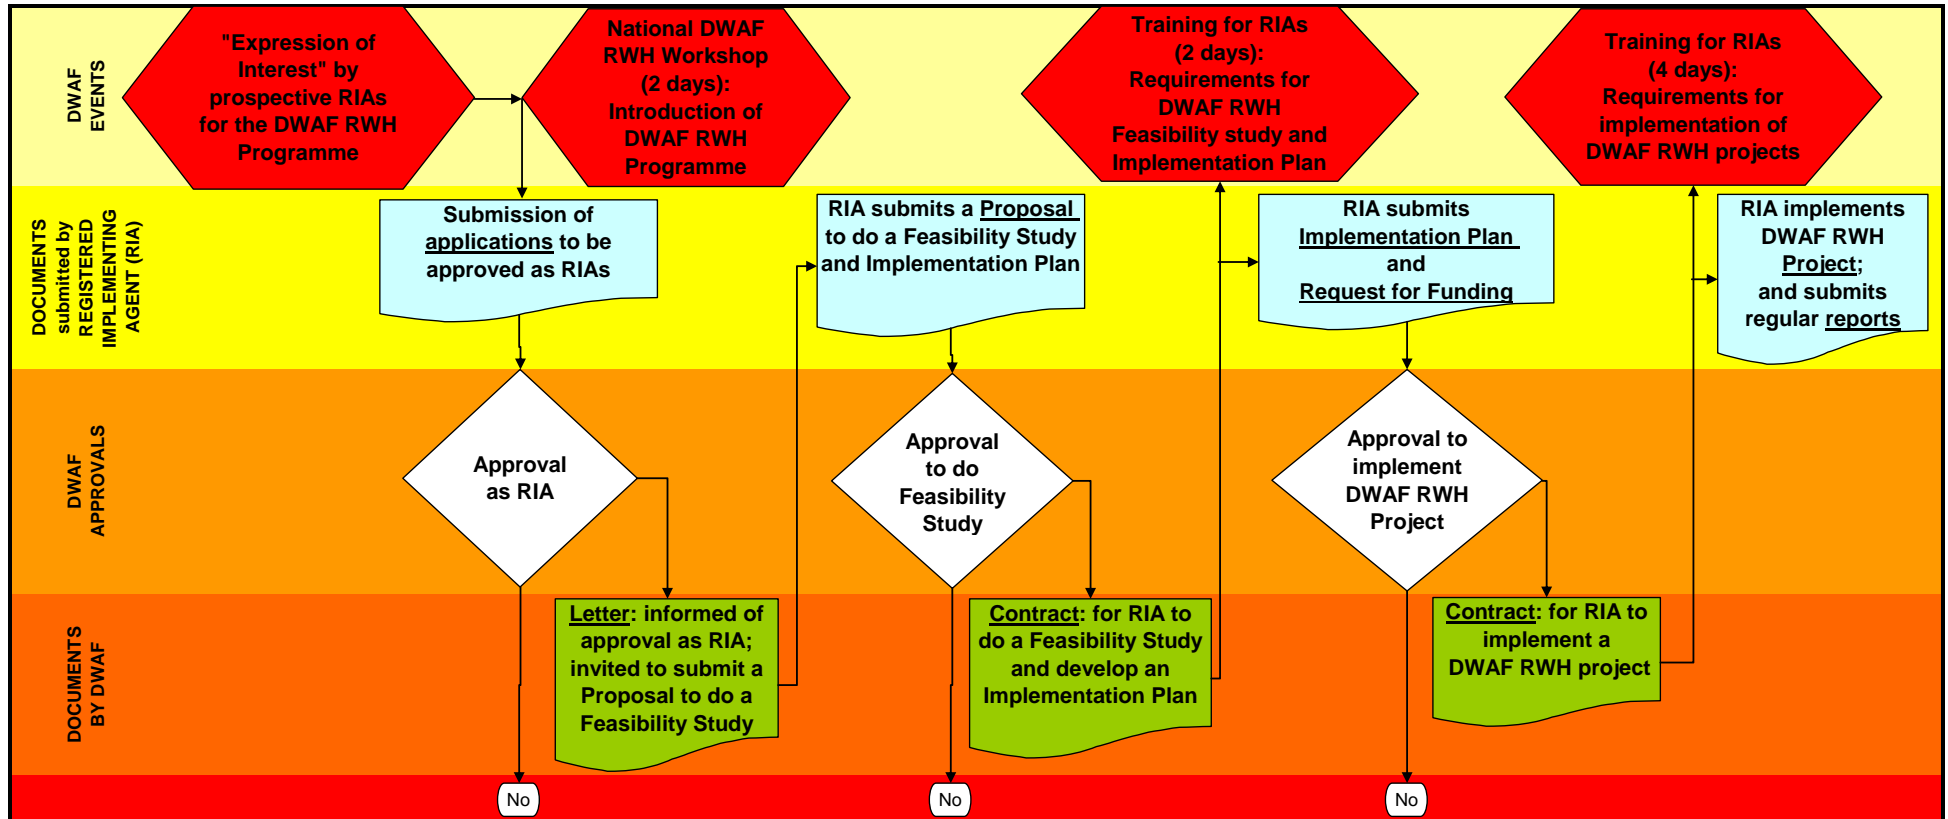 DWAF
EVENTS
"Expression of
Interest" by
prospective RIAs
for the DWAF RWH
Programme
National DWAF
RWH Workshop
(2 days):
Introduction of
DWAF RWH
Programme
Training for RIAs
(2 days):
Requirements for
DWAF RWH
Feasibility study and
Implementation Plan
Training for RIAs
(4 days):
Requirements for
implementation of
DWAF RWH projects
DOCUMENTS
submitted by
REGISTERED
IMPLEMENTING
AGENT (RIA)
Submission of
applications to be
approved as RIAs
RIA submits a Proposal
to do a Feasibility Study
and Implementation Plan
RIA submits
Implementation Plan
and
Request for Funding
RIA implements
DWAF RWH
Project;
and submits
regular reports
DWAF
APPROVALS
Approval
as RIA
Approval
to do
Feasibility
Study
Approval to
implement
DWAF RWH
Project
DOCUMENTS
BY DWAF
Letter: informed of
approval as RIA;
invited to submit a
Proposal to do a
Feasibility Study
Contract: for RIA to
do a Feasibility Study
and develop an
Implementation Plan
Contract: for RIA to
implement a
DWAF RWH project
No
No
No